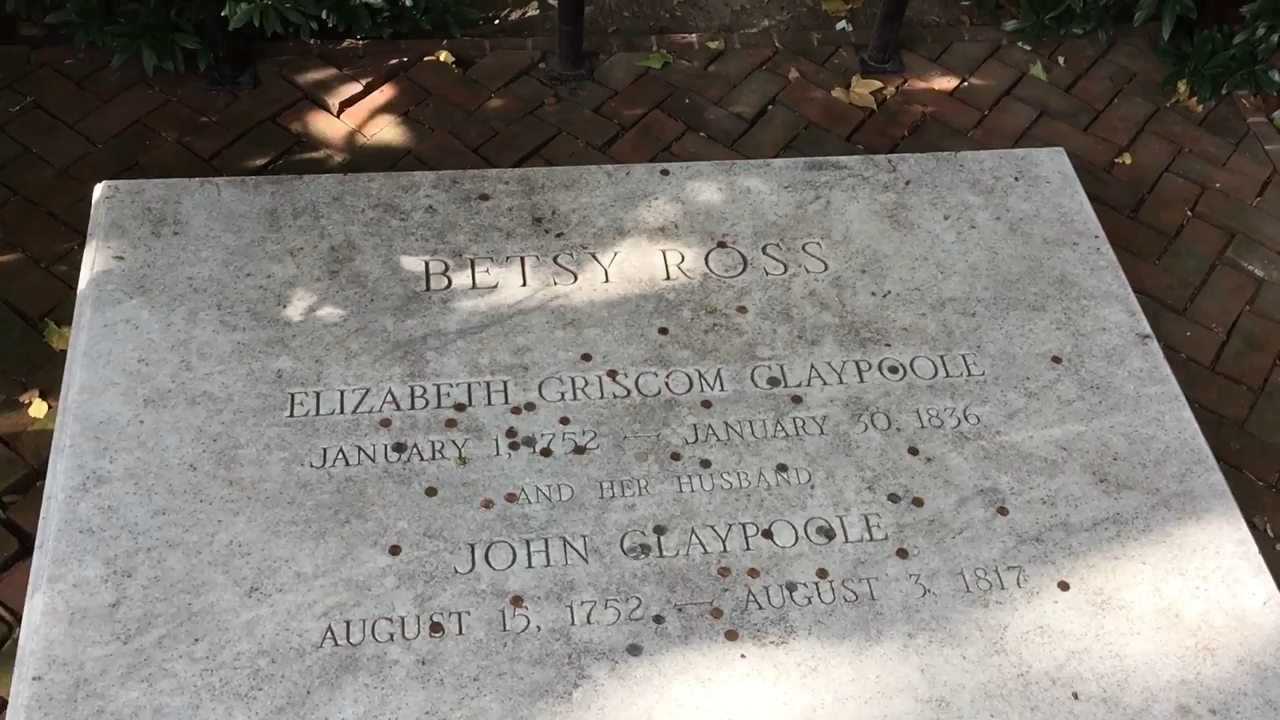 BETSY ROSS
ELIZABETH GRISCOM CLAYPOOLE
JANUARY 1, 1752 — JANUARY 30, 1836
AND HER HUSBAND
JOHN CLAYPOOLE
AUGUST 15, 1752 — AUGUST 3, 1817